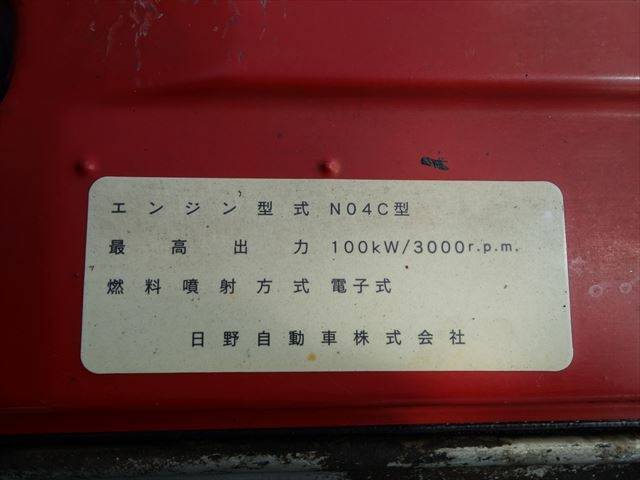 エンジン型式 N04C型
最高出力 100kW/3000r.p.m.
燃料噴射方式 電子式
日野自動車株式会社